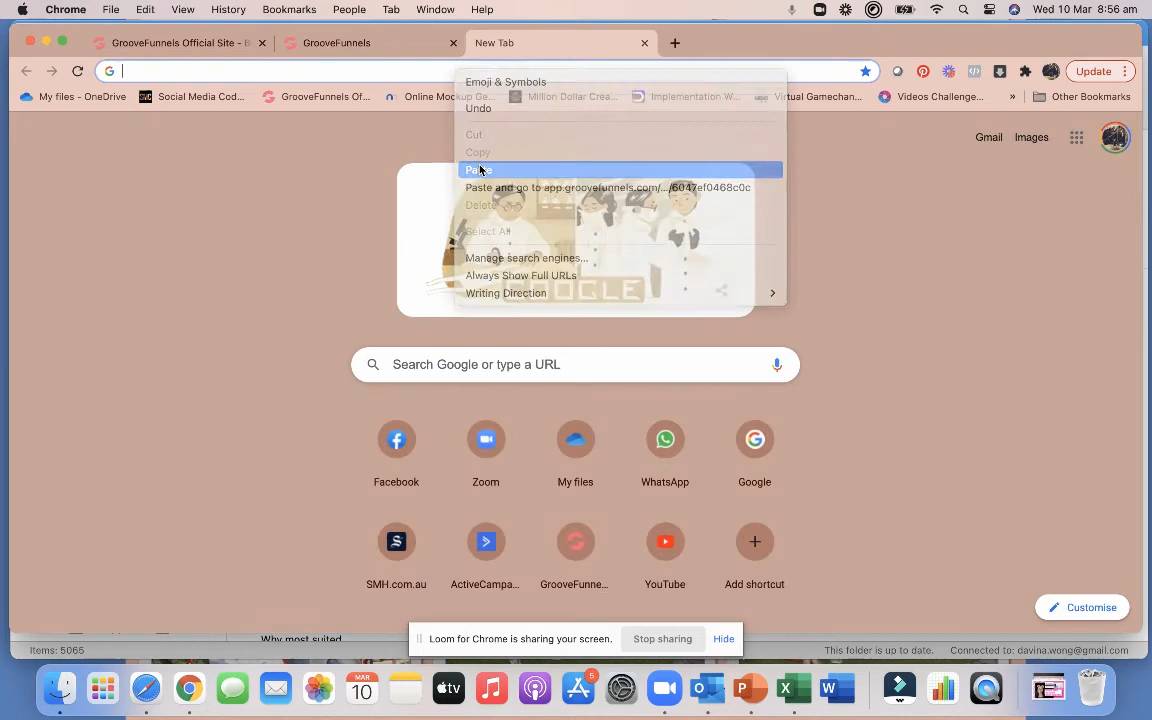 Chrome File Edit View History Bookmarks People Tab Window Help Wed 10 Mar 8:56 am
GrooveFunnels Official Site - B GrooveFunnels New Tab
Update
My files - OneDrive Social Media Cod... GrooveFunnels Of... Online Mockup Ge... Million Dollar Crea... Implementation W... Virtual Gamechan... Videos Challenge... » Other Bookmarks
Emoji & Symbols
Undo
Cut
Copy
Paste
Paste and go to app.groovefunnels.com/.../6047ef0468c0c
Delete
Select All
Manage search engines...
Always Show Full URLs
Writing Direction
Gmail Images
GOOGLE
Search Google or type a URL
Facebook Zoom My files WhatsApp Google
SMH.com.au ActiveCampa... GrooveFunne... YouTube Add shortcut
Customise
Why most suited
Loom for Chrome is sharing your screen. Stop sharing Hide
Items: 5065 This folder is up to date. Connected to: davina.wong@gmail.com
MAR
10
tv
5